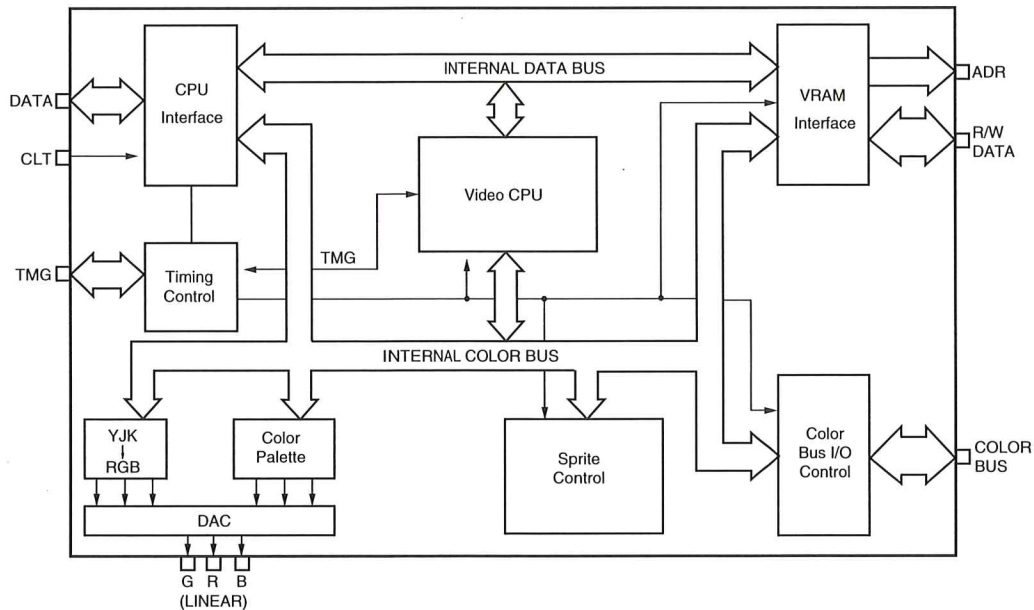 INTERNAL DATA BUS
CPU
Interface
VRAM
Interface
DATA
CLT
ADR
R/W
DATA
Video CPU
TMG
TMG
Timing
Control
INTERNAL COLOR BUS
YJK
RGB
Color
Palette
Sprite
Control
Color
Bus I/O
Control
COLOR
BUS
DAC
G R B
(LINEAR)